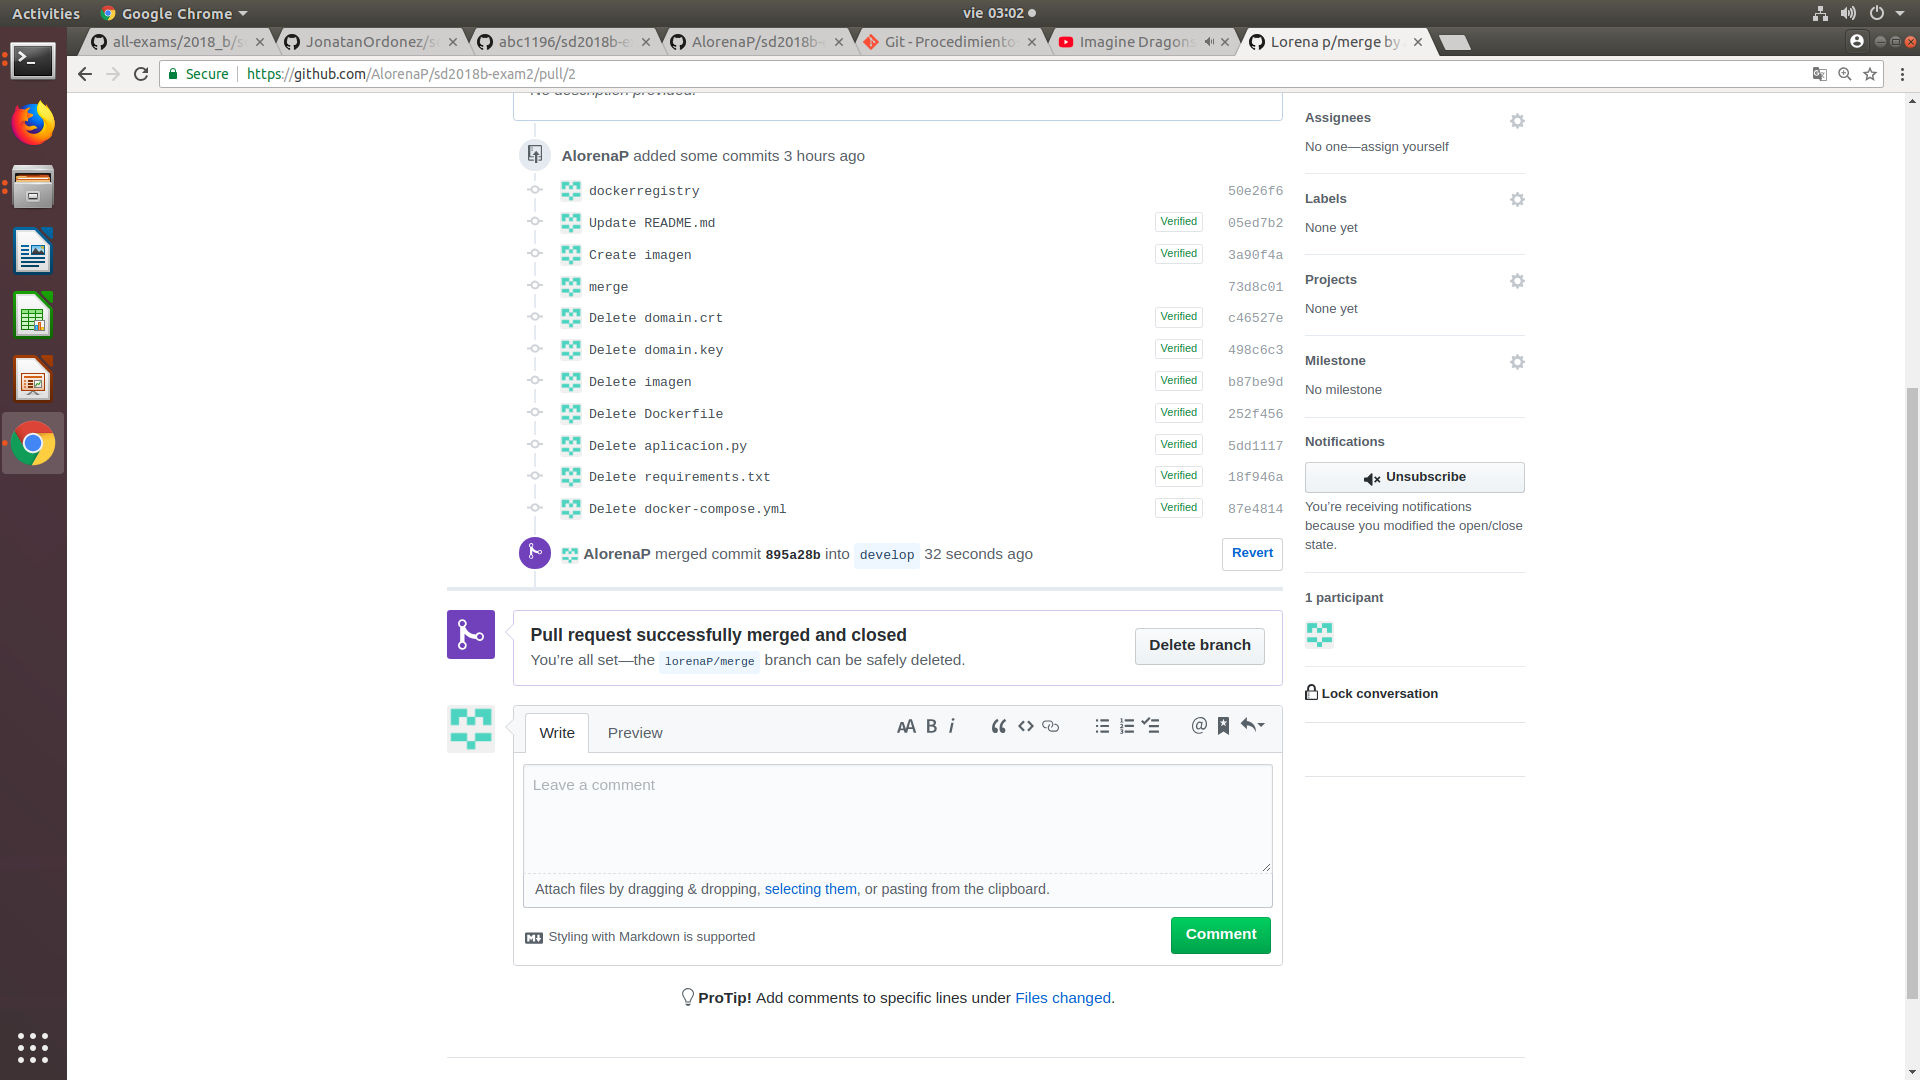 Activities
Google Chrome
vie 03:02
all-exams/2018_b/s
JonatanOrdonez/s
abc1196/sd2018b-e
AlorenaP/sd2018b-
Git - Procedimiento
Imagine Dragons
Lorena p/merge by
Secure
https://github.com/AlorenaP/sd2018b-exam2/pull/2
No description provided.
AlorenaP added some commits 3 hours ago
dockerregistry 50e26f6
Update README.md Verified 05ed7b2
Create imagen Verified 3a90f4a
merge 73d8c01
Delete domain.crt Verified c46527e
Delete domain.key Verified 498c6c3
Delete imagen Verified b87be9d
Delete Dockerfile Verified 252f456
Delete aplicacion.py Verified 5dd1117
Delete requirements.txt Verified 18f946a
Delete docker-compose.yml Verified 87e4814
AlorenaP merged commit 895a28b into develop 32 seconds ago
Revert
Pull request successfully merged and closed
You're all set—the lorenaP/merge branch can be safely deleted.
Delete branch
Write
Preview
Leave a comment
Attach files by dragging & dropping, selecting them, or pasting from the clipboard.
Styling with Markdown is supported
Comment
ProTip! Add comments to specific lines under Files changed.
Assignees
No one—assign yourself
Labels
None yet
Projects
None yet
Milestone
No milestone
Notifications
Unsubscribe
You're receiving notifications
because you modified the open/close
state.
1 participant
Lock conversation